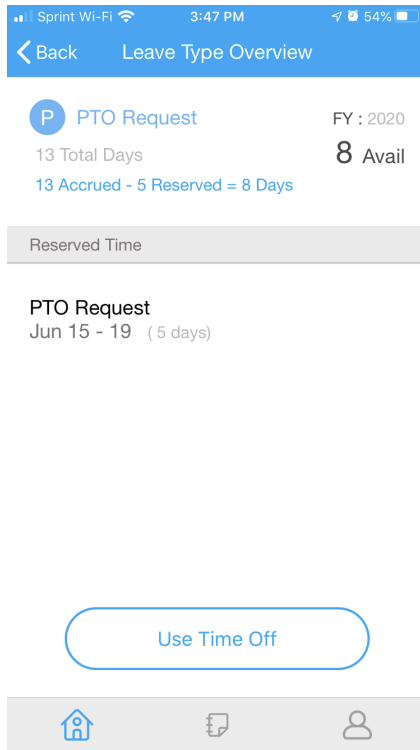 Sprint Wi-Fi 3:47 PM 54%
Back Leave Type Overview
P PTO Request FY : 2020
13 Total Days 8 Avail
13 Accrued - 5 Reserved = 8 Days
Reserved Time
PTO Request
Jun 15 - 19 ( 5 days)
Use Time Off